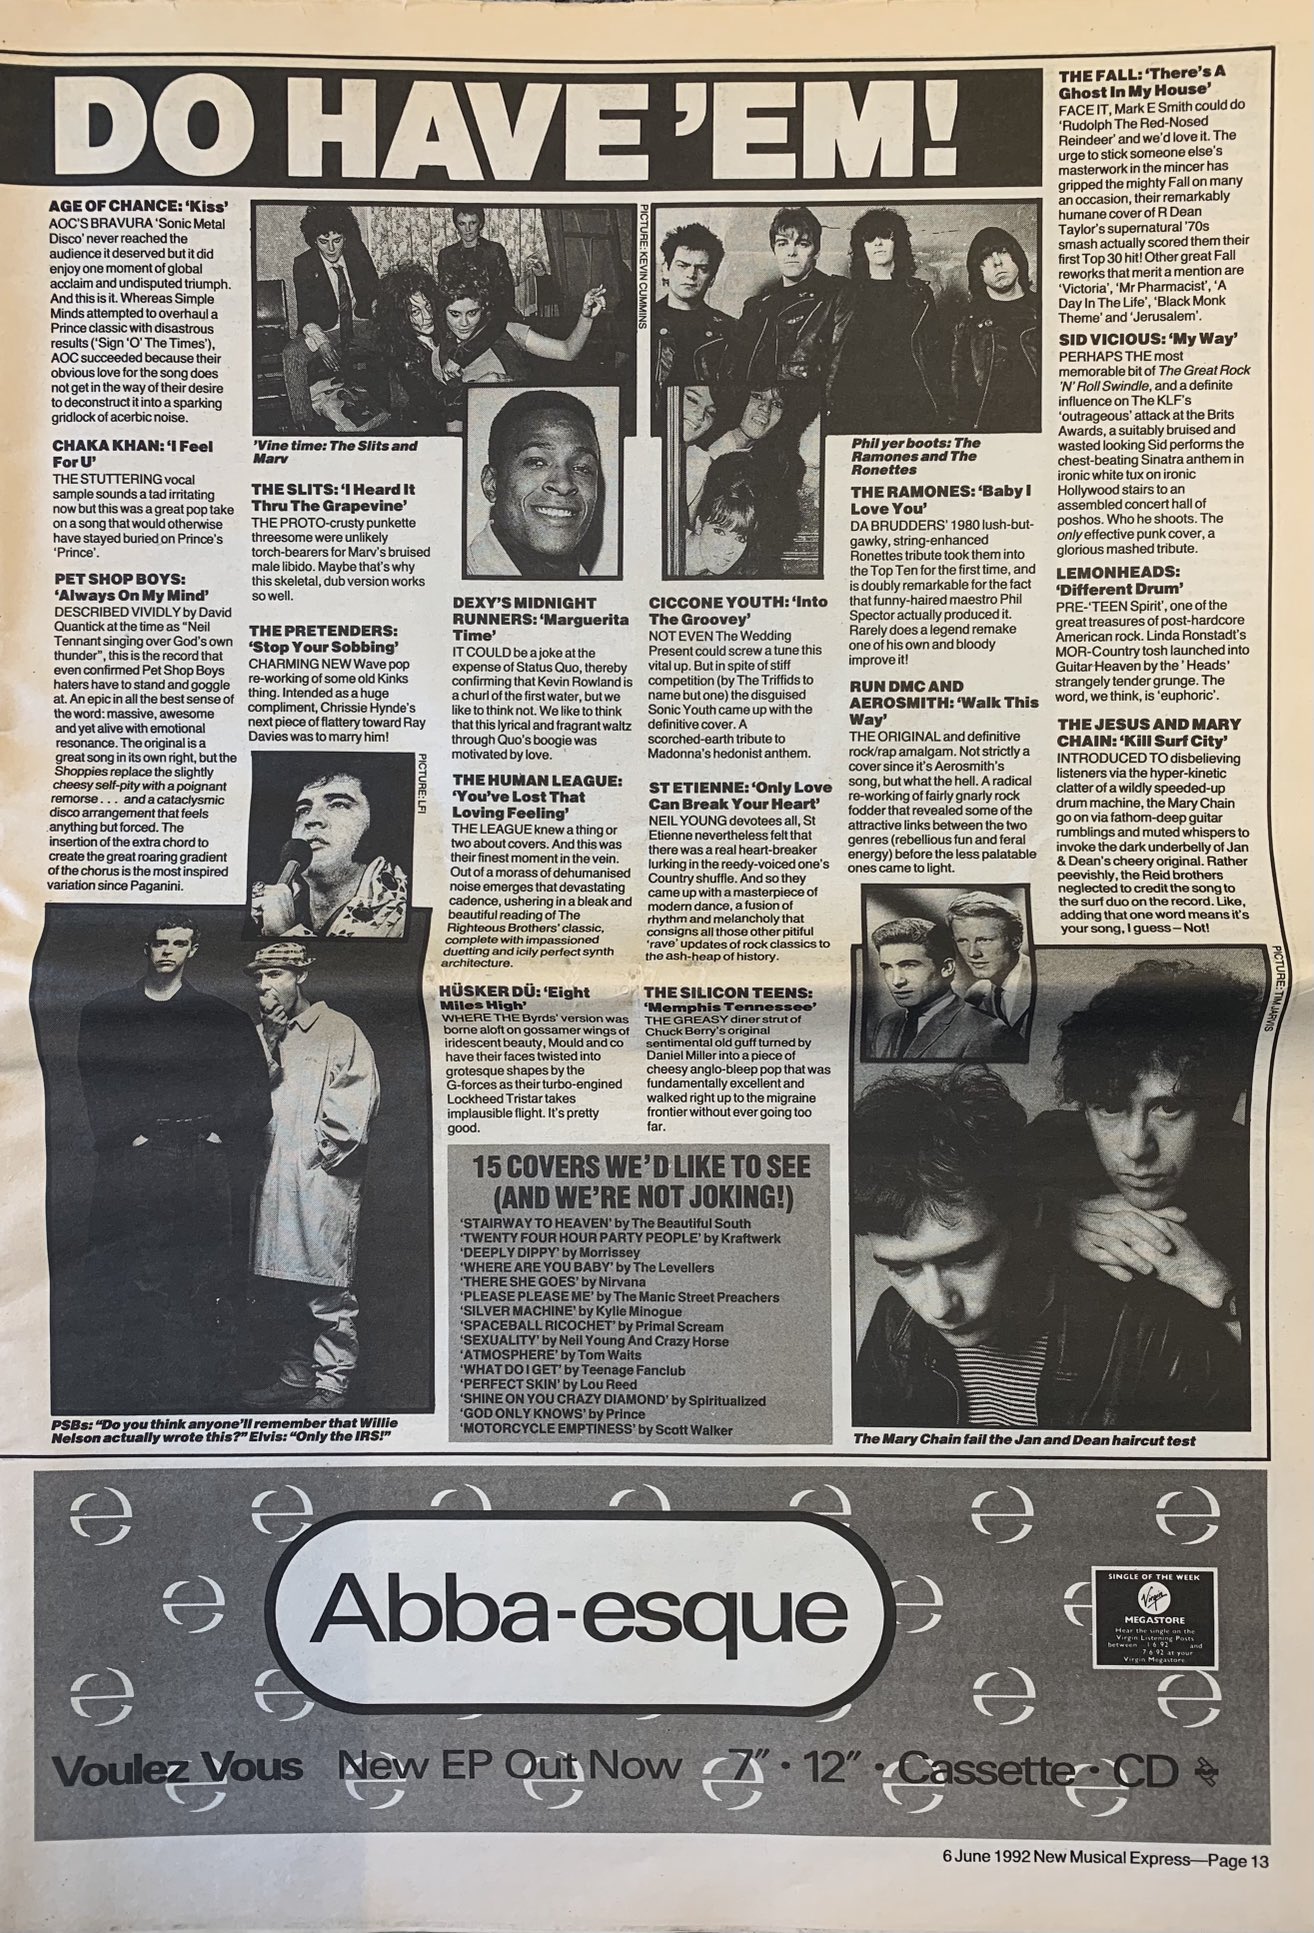 DO HAVE 'EM!
AGE OF CHANCE: 'Kiss'
AOC'S BRAVURA 'Sonic Metal
Disco' never reached the
audience it deserved but it did
enjoy one moment of global
acclaim and undisputed triumph.
And this is it. Whereas Simple
Minds attempted to overhaul a
Prince classic with disastrous
results ('Sign 'O' The Times'),
AOC succeeded because their
obvious love for the song does
not get in the way of their desire
to deconstruct it into a sparking
gridlock of acerbic noise.
CHAKA KHAN: 'I Feel
For U'
THE STUTTERING vocal
sample sounds a tad irritating
now but this was a great pop take
on a song that would otherwise
have stayed buried on Prince's
'Prince'.
PET SHOP BOYS:
'Always On My Mind'
DESCRIBED VIVIDLY by David
Quantick at the time as "Neil
Tennant singing over God's own
thunder", this is the record that
even confirmed Pet Shop Boys
haters have to stand and goggle
at. An epic in all the best sense of
the word: massive, awesome
and yet alive with emotional
resonance. The original is a
great song in its own right, but the
Shoppies replace the slightly
cheesy self-pity with a poignant
remorse... and a cataclysmic
disco arrangement that feels
anything but forced. The
insertion of the extra chord to
create the great roaring gradient
of the chorus is the most inspired
variation since Paganini.
PSBs: "Do you think anyone'll remember that Willie
Nelson actually wrote this?" Elvis: "Only the IRS!"
PICTURE: KEVIN CUMMINS
'Vine time: The Slits and
Marv
THE SLITS: 'I Heard It
Thru The Grapevine'
THE PROTO-crusty punkette
threesome were unlikely
torch-bearers for Marv's bruised
male libido. Maybe that's why
this skeletal, dub version works
so well.
THE PRETENDERS:
'Stop Your Sobbing'
CHARMING NEW Wave pop
re-working of some old Kinks
thing. Intended as a huge
compliment, Chrissie Hynde's
next piece of flattery toward Ray
Davies was to marry him!
PICTURE: LFI
DEXY'S MIDNIGHT
RUNNERS: 'Marguerita
Time'
IT COULD be a joke at the
expense of Status Quo, thereby
confirming that Kevin Rowland is
a churl of the first water, but we
like to think not. We like to think
that this lyrical and fragrant waltz
through Quo's boogie was
motivated by love.
THE HUMAN LEAGUE:
'You've Lost That
Loving Feeling'
THE LEAGUE knew a thing or
two about covers. And this was
their finest moment in the vein.
Out of a morass of dehumanised
noise emerges that devastating
cadence, ushering in a bleak and
beautiful reading of The
Righteous Brothers' classic,
complete with impassioned
duetting and icily perfect synth
architecture.
HÜSKER DÜ: 'Eight
Miles High'
WHERE THE Byrds' version was
borne aloft on gossamer wings of
iridescent beauty, Mould and co
have their faces twisted into
grotesque shapes by the
G-forces as their turbo-engined
Lockheed Tristar takes
implausible flight. It's pretty
good.
CICCONE YOUTH: 'Into
The Groovey'
NOT EVEN The Wedding
Present could screw a tune this
vital up. But in spite of stiff
competition (by The Triffids to
name but one) the disguised
Sonic Youth came up with the
definitive cover. A
scorched-earth tribute to
Madonna's hedonist anthem.
ST ETIENNE: 'Only Love
Can Break Your Heart'
NEIL YOUNG devotees all, St
Etienne nevertheless felt that
there was a real heart-breaker
lurking in the reedy-voiced one's
Country shuffle. And so they
came up with a masterpiece of
modern dance, a fusion of
rhythm and melancholy that
consigns all those other pitiful
'rave' updates of rock classics to
the ash-heap of history.
THE SILICON TEENS:
'Memphis Tennessee'
THE GREASY diner strut of
Chuck Berry's original
sentimental old guff turned by
Daniel Miller into a piece of
cheesy anglo-bleep pop that was
fundamentally excellent and
walked right up to the migraine
frontier without ever going too
far.
15 COVERS WE'D LIKE TO SEE
(AND WE'RE NOT JOKING!)
'STAIRWAY TO HEAVEN' by The Beautiful South
'TWENTY FOUR HOUR PARTY PEOPLE' by Kraftwerk
'DEEPLY DIPPY' by Morrissey
'WHERE ARE YOU BABY' by The Levellers
'THERE SHE GOES' by Nirvana
'PLEASE PLEASE ME' by The Manic Street Preachers
'SILVER MACHINE' by Kylie Minogue
'SPACEBALL RICOCHET' by Primal Scream
'SEXUALITY' by Neil Young And Crazy Horse
'ATMOSPHERE' by Tom Waits
'WHAT DO I GET' by Teenage Fanclub
'PERFECT SKIN' by Lou Reed
'SHINE ON YOU CRAZY DIAMOND' by Spiritualized
'GOD ONLY KNOWS' by Prince
'MOTORCYCLE EMPTINESS' by Scott Walker
Phil yer boots: The
Ramones and The
Ronettes
THE RAMONES: 'Baby I
Love You'
DA BRUDDERS' 1980 lush-but-
gawky, string-enhanced
Ronettes tribute took them into
the Top Ten for the first time, and
is doubly remarkable for the fact
that funny-haired maestro Phil
Spector actually produced it.
Rarely does a legend remake
one of his own and bloody
improve it!
RUN DMC AND
AEROSMITH: 'Walk This
Way'
THE ORIGINAL and definitive
rock/rap amalgam. Not strictly a
cover since it's Aerosmith's
song, but what the hell. A radical
re-working of fairly gnarly rock
fodder that revealed some of the
attractive links between the two
genres (rebellious fun and feral
energy) before the less palatable
ones came to light.
THE FALL: 'There's A
Ghost In My House'
FACE IT, Mark E Smith could do
'Rudolph The Red-Nosed
Reindeer' and we'd love it. The
urge to stick someone else's
masterwork in the mincer has
gripped the mighty Fall on many
an occasion, their remarkably
humane cover of R Dean
Taylor's supernatural '70s
smash actually scored them their
first Top 30 hit! Other great Fall
reworks that merit a mention are
'Victoria', 'Mr Pharmacist', 'A
Day In The Life', 'Black Monk
Theme' and 'Jerusalem'.
SID VICIOUS: 'My Way'
PERHAPS THE most
memorable bit of The Great Rock
'N' Roll Swindle, and a definite
influence on The KLF's
'outrageous' attack at the Brits
Awards, a suitably bruised and
wasted looking Sid performs the
chest-beating Sinatra anthem in
ironic white tux on ironic
Hollywood stairs to an
assembled concert hall of
poshos. Who he shoots. The
only effective punk cover, a
glorious mashed tribute.
LEMONHEADS:
'Different Drum'
PRE-'TEEN Spirit', one of the
great treasures of post-hardcore
American rock. Linda Ronstadt's
MOR-Country tosh launched into
Guitar Heaven by the ' Heads'
strangely tender grunge. The
word, we think, is 'euphoric'.
THE JESUS AND MARY
CHAIN: 'Kill Surf City'
INTRODUCED TO disbelieving
listeners via the hyper-kinetic
clatter of a wildly speeded-up
drum machine, the Mary Chain
go on via fathom-deep guitar
rumblings and muted whispers to
invoke the dark underbelly of Jan
& Dean's cheery original. Rather
peevishly, the Reid brothers
neglected to credit the song to
the surf duo on the record. Like,
adding that one word means it's
your song, I guess – Not!
PICTURE: TIM JARVIS
The Mary Chain fail the Jan and Dean haircut test
Abba-esque
SINGLE OF THE WEEK
Virgin
MEGASTORE
Hear the single on the
Virgin Listening Posts
between 1·6·92 and
7·6·92 at your
Virgin Megastore.
Voulez Vous New EP Out Now 7" · 12" · Cassette · CD
6 June 1992 New Musical Express—Page 13